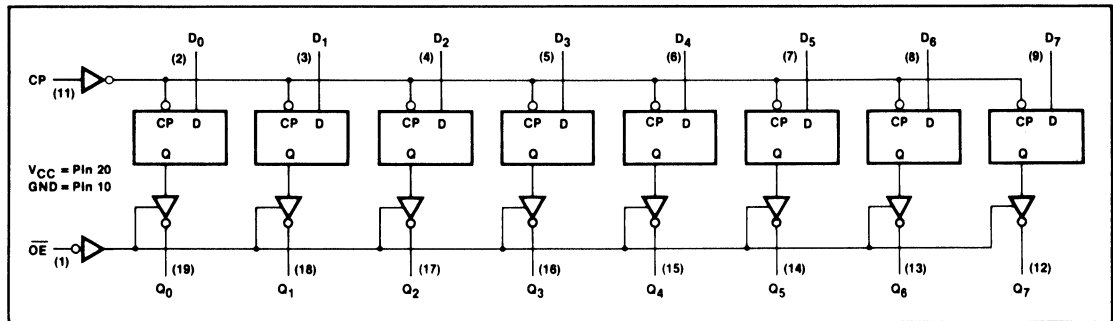 D0 D1 D2 D3 D4 D5 D6 D7
(2) (3) (4) (5) (6) (7) (8) (9)
CP
(11)
CP D CP D CP D CP D CP D CP D CP D CP D
Q Q Q Q Q Q Q Q
VCC = Pin 20
GND = Pin 10
OE
(1)
(19) (18) (17) (16) (15) (14) (13) (12)
Q0 Q1 Q2 Q3 Q4 Q5 Q6 Q7